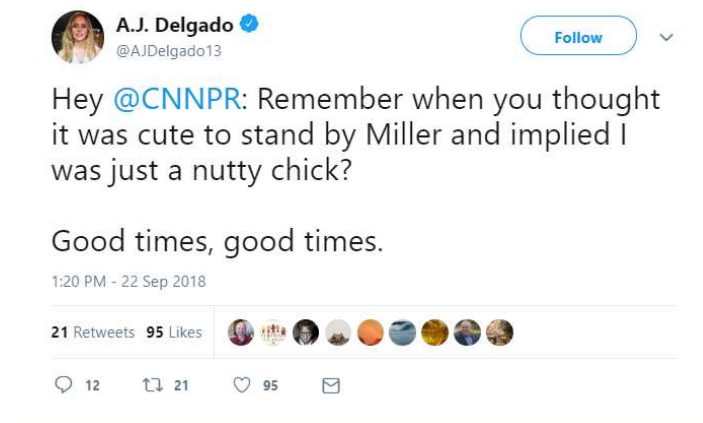 A.J. Delgado
@AJDelgado13
Follow
Hey @CNNPR: Remember when you thought
it was cute to stand by Miller and implied I
was just a nutty chick?
Good times, good times.
1:20 PM - 22 Sep 2018
21 Retweets 95 Likes
12 21 95